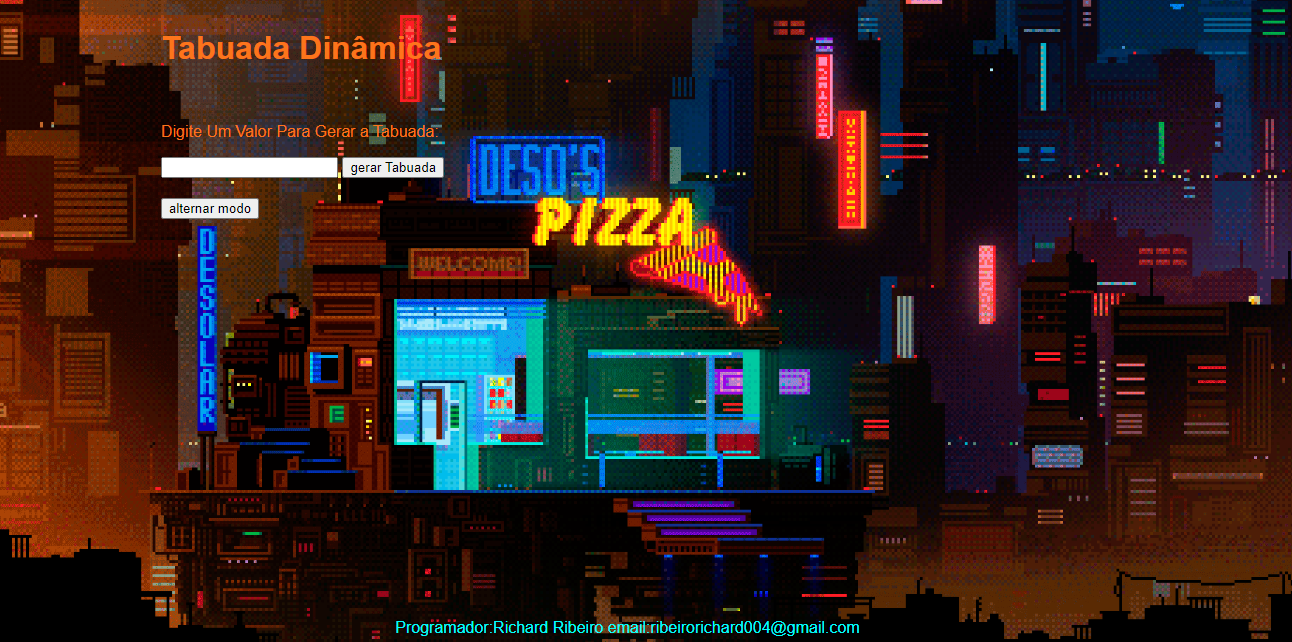 Tabuada Dinâmica
Digite Um Valor Para Gerar a Tabuada:
gerar Tabuada
alternar modo
DESO'S
PIZZA
WELCOME!
DESOLAR
Programador:Richard Ribeiro email:ribeirorichard004@gmail.com